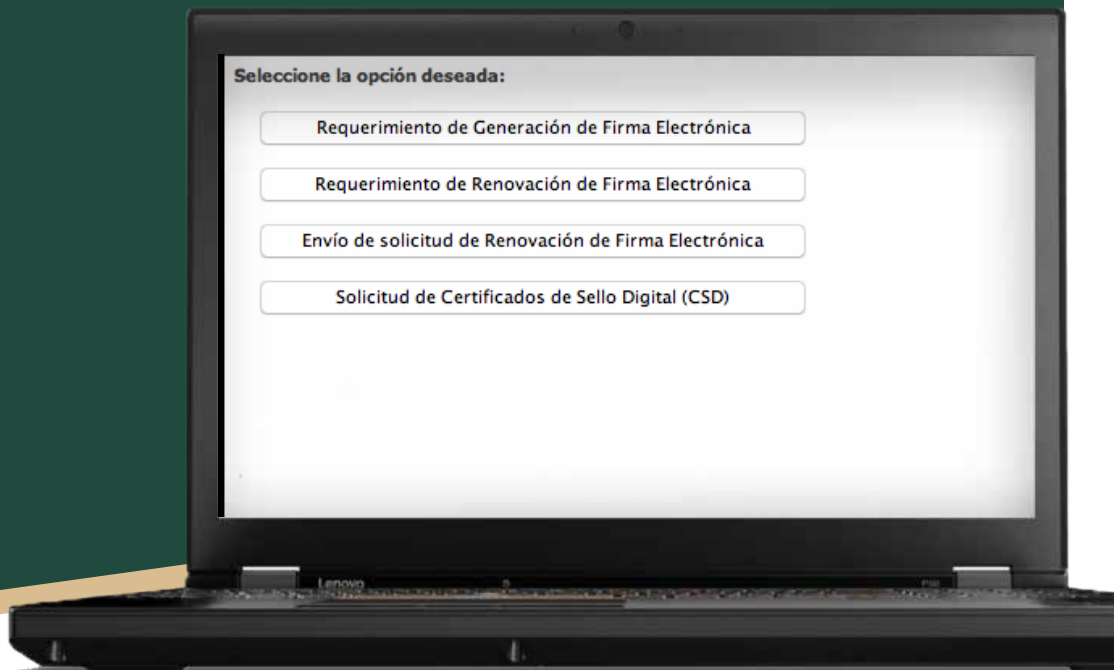 Seleccione la opción deseada:
Requerimiento de Generación de Firma Electrónica
Requerimiento de Renovación de Firma Electrónica
Envío de solicitud de Renovación de Firma Electrónica
Solicitud de Certificados de Sello Digital (CSD)
Lenovo